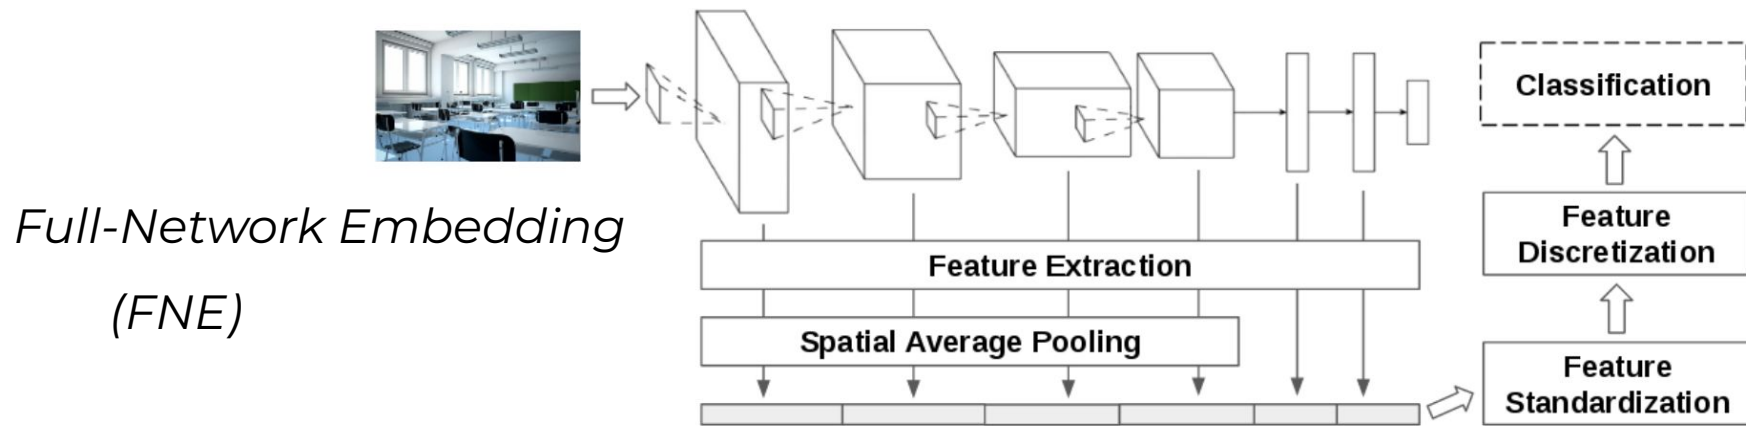 Full-Network Embedding
(FNE)
Feature Extraction
Spatial Average Pooling
Classification
Feature
Discretization
Feature
Standardization